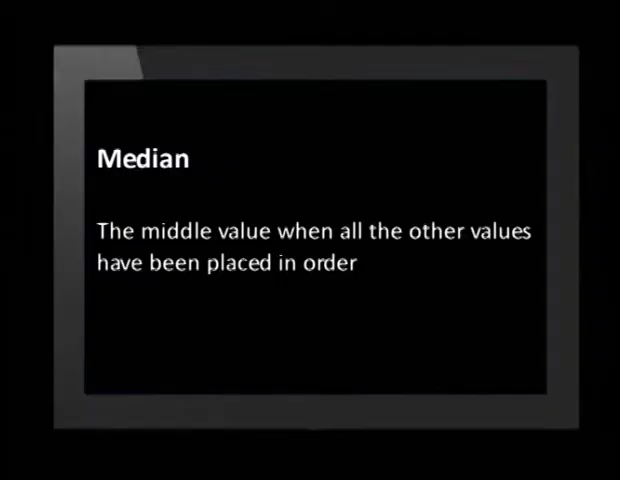 Median
The middle value when all the other values
have been placed in order